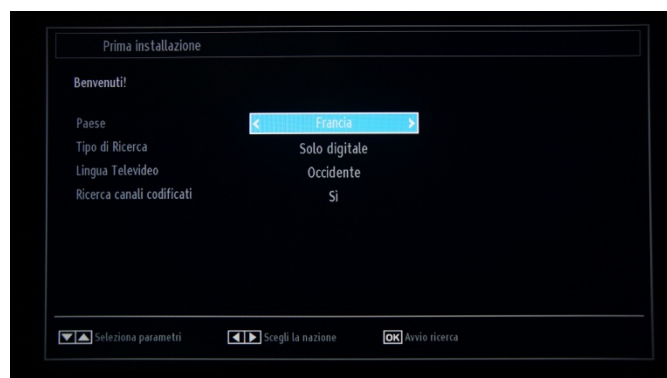 Prima installazione
Benvenuti!
Paese Francia
Tipo di Ricerca Solo digitale
Lingua Televideo Occidente
Ricerca canali codificati Sì
Seleziona parametri Scegli la nazione OK Avvio ricerca